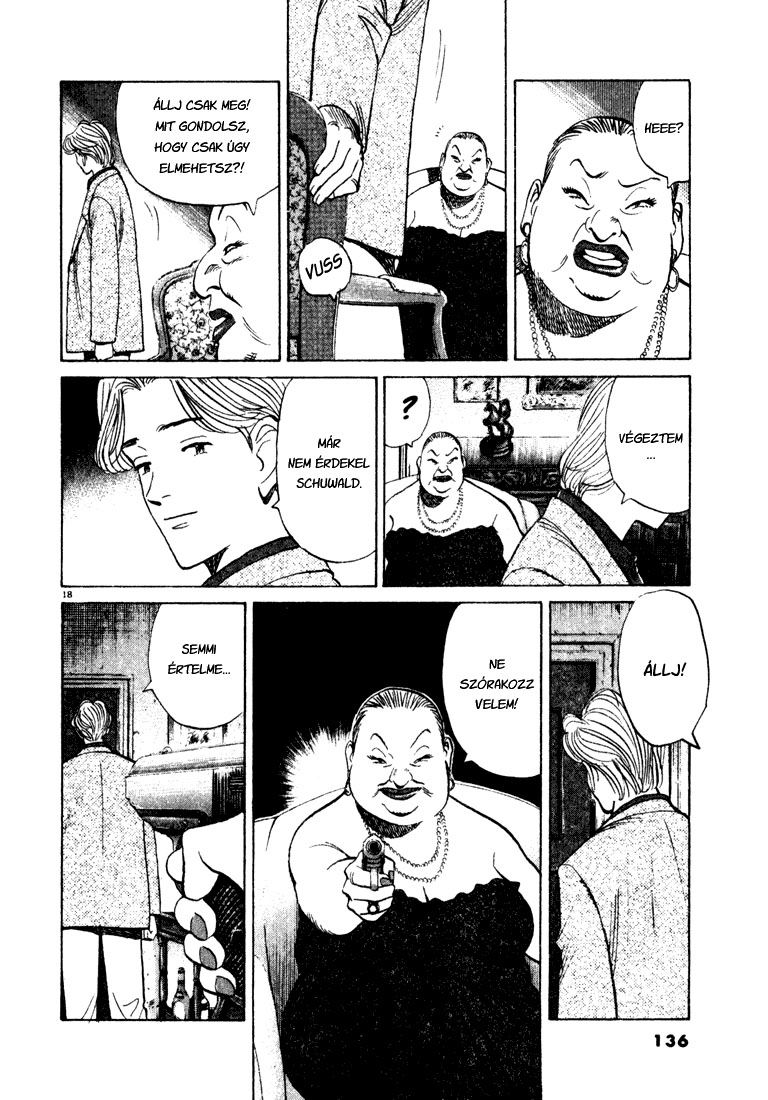 HEEE?
VUSS
ÁLLJ CSAK MEG!
MIT GONDOLSZ,
HOGY CSAK ÚGY
ELMEHETSZ?!
VÉGEZTEM
...
?
MÁR
NEM ÉRDEKEL
SCHUWALD.
18
ÁLLJ!
NE
SZÓRAKOZZ
VELEM!
SEMMI
ÉRTELME...
136